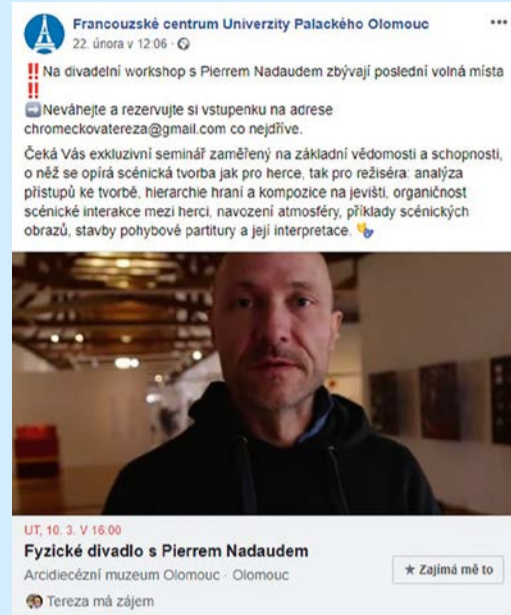 Francouzské centrum Univerzity Palackého Olomouc
22. února v 12:06
‼️Na divadelní workshop s Pierrem Nadaudem zbývají poslední volná místa
‼️
➡️Neváhejte a rezervujte si vstupenku na adrese
chromeckovatereza@gmail.com co nejdříve.
Čeká Vás exkluzivní seminář zaměřený na základní vědomosti a schopnosti,
o něž se opírá scénická tvorba jak pro herce, tak pro režiséra: analýza
přístupů ke tvorbě, hierarchie hraní a kompozice na jevišti, organičnost
scénické interakce mezi herci, navození atmosféry, příklady scénických
obrazů, stavby pohybové partitury a její interpretace. 🎭
UT, 10. 3. V 16:00
Fyzické divadlo s Pierrem Nadaudem
Arcidiecézní muzeum Olomouc · Olomouc
★ Zajímá mě to
Tereza má zájem